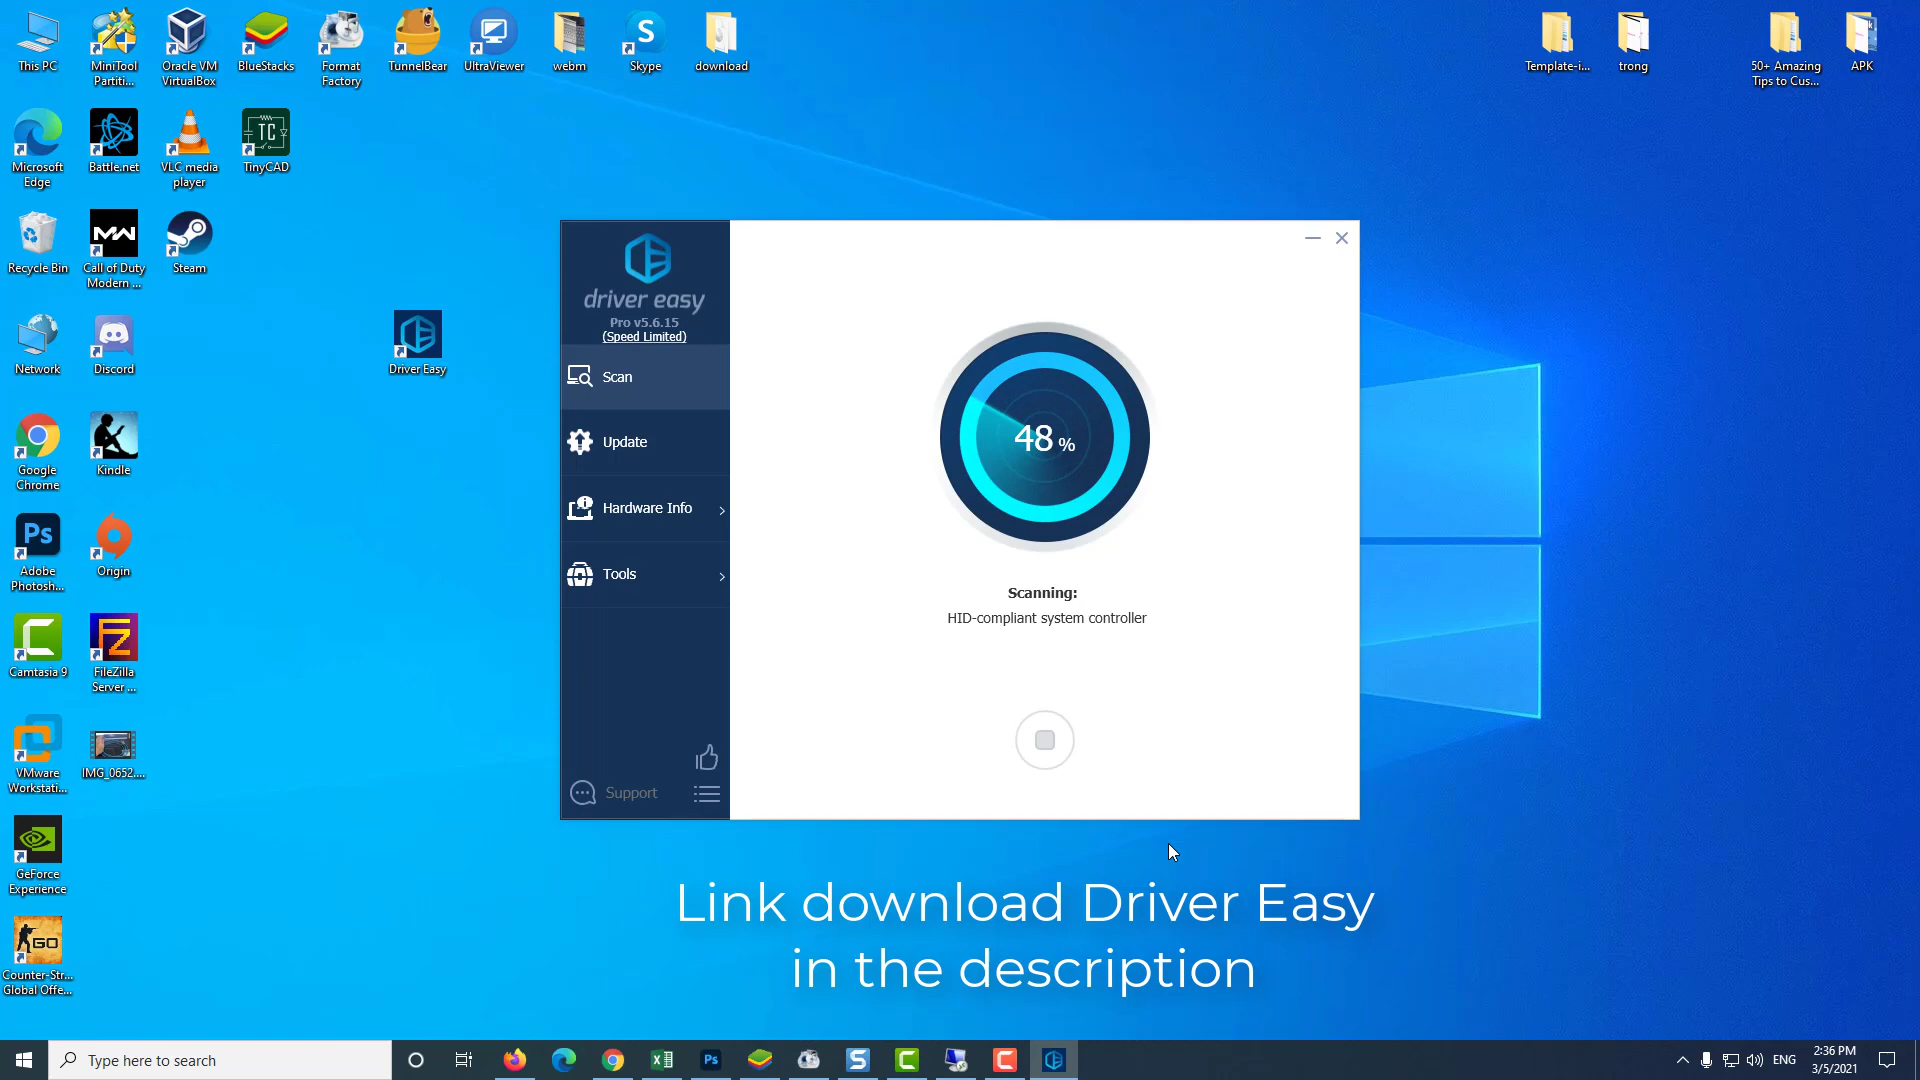 This PC
MiniTool
Partiti...
Oracle VM
VirtualBox
BlueStacks
Format
Factory
TunnelBear
UltraViewer
webm
Skype
download
Template-i...
trong
50+ Amazing
Tips to Cus...
APK
Microsoft
Edge
Battle.net
VLC media
player
TC
TinyCAD
Recycle Bin
Call of Duty
Modern ...
Steam
Network
Discord
Driver Easy
Google
Chrome
Kindle
Ps
Adobe
Photosh...
Origin
Camtasia 9
FileZilla
Server ...
VMware
Workstati...
IMG_0652....
GeForce
Experience
GO
Counter-Str...
Global Offe...
driver easy
Pro v5.6.15
(Speed Limited)
Scan
Update
Hardware Info
Tools
Support
48 %
Scanning:
HID-compliant system controller
Link download Driver Easy
in the description
Type here to search
Ps
ENG
2:36 PM
3/5/2021